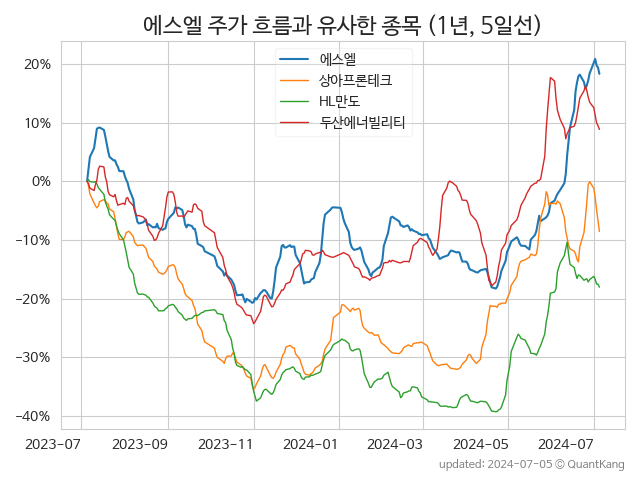 에스엘 주가 흐름과 유사한 종목 (1년, 5일선)
에스엘
상아프론테크
HL만도
두산에너빌리티
20%
10%
0%
−10%
−20%
−30%
−40%
2023-07 2023-09 2023-11 2024-01 2024-03 2024-05 2024-07
updated: 2024-07-05 © QuantKang